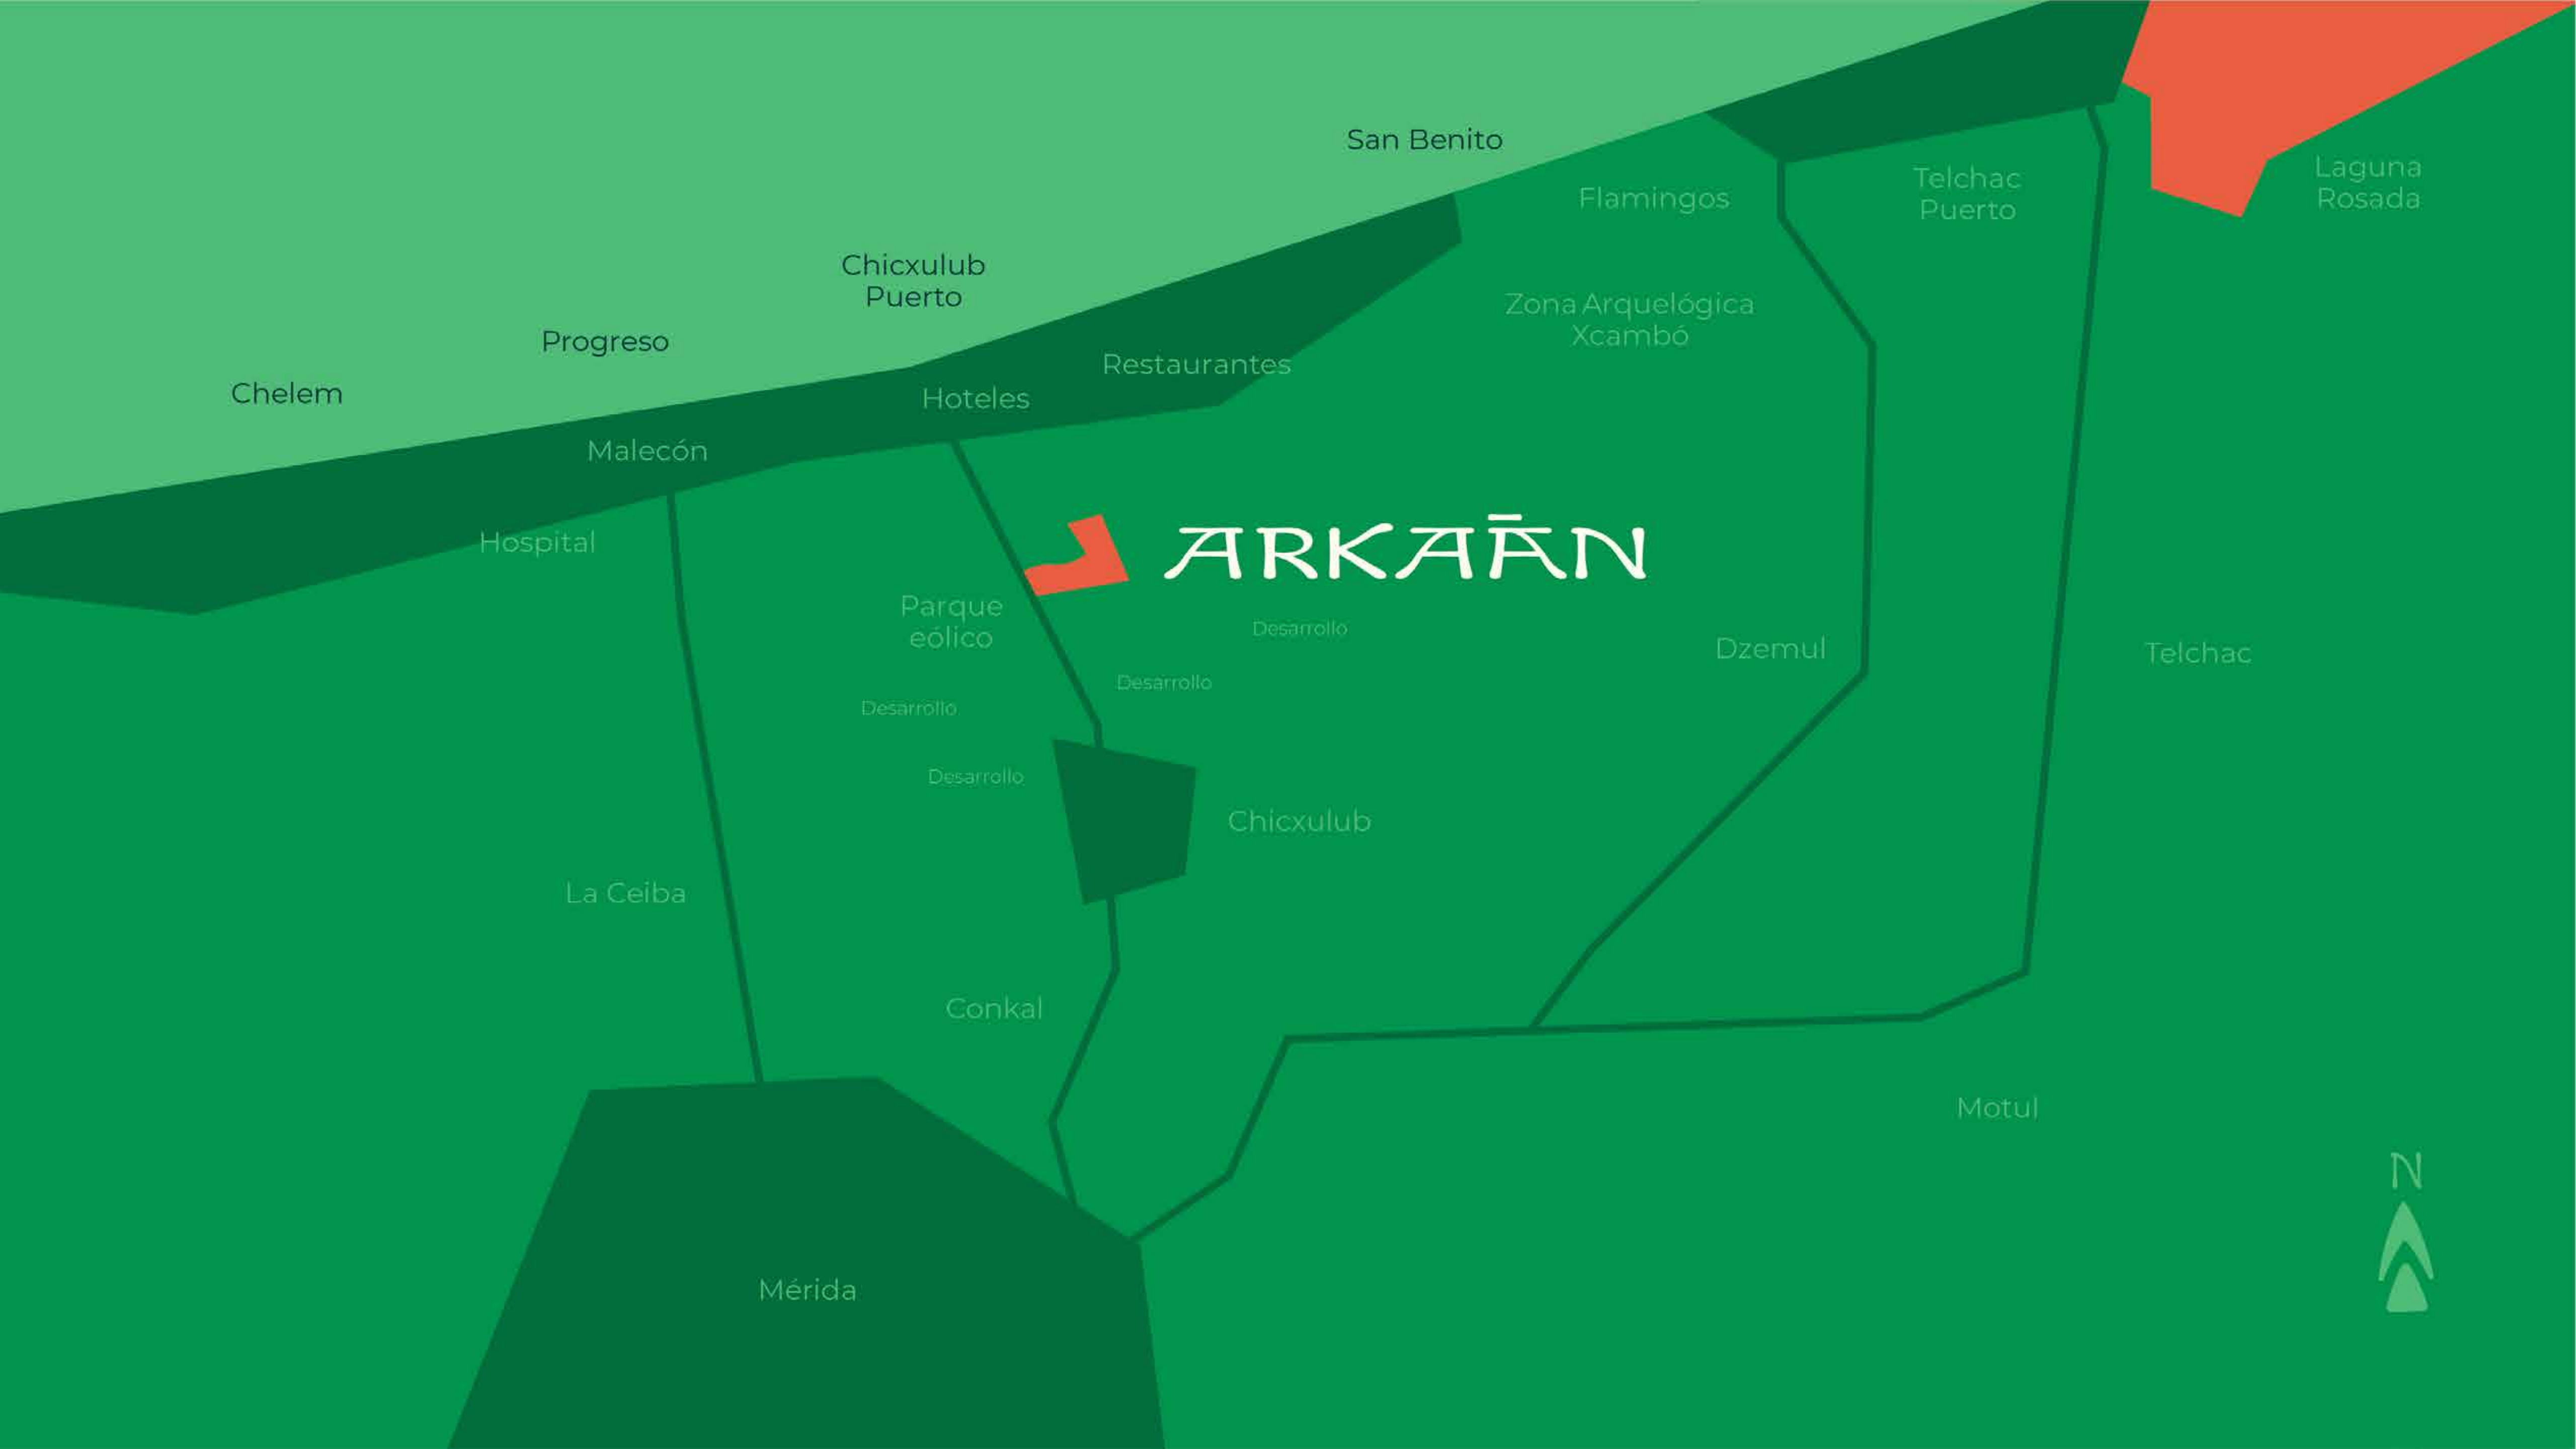 San Benito
Telchac
Puerto
Laguna
Rosada
Flamingos
Chicxulub
Puerto
Zona Arquelógica
Xcambó
Progreso
Restaurantes
Chelem
Hoteles
Malecón
Hospital
ARKAĀN
Parque
eólico
Desarrollo
Dzemul
Telchac
Desarrollo
Desarrollo
Desarrollo
Chicxulub
La Ceiba
Conkal
Motul
N
Mérida